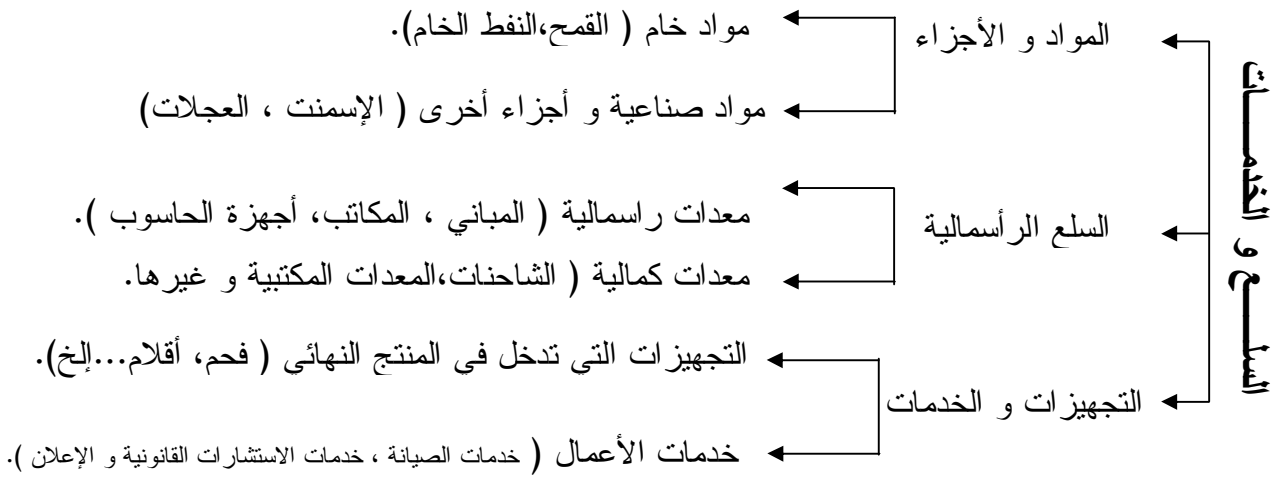 السلـــع و الخدمـــات
المواد و الأجزاء
مواد خام ( القمح،النفط الخام).
مواد صناعية و أجزاء أخرى ( الإسمنت ، العجلات)
السلع الرأسمالية
معدات راسمالية ( المباني ، المكاتب، أجهزة الحاسوب ).
معدات كمالية ( الشاحنات،المعدات المكتبية و غيرها.
التجهيزات و الخدمات
التجهيزات التي تدخل في المنتج النهائي ( فحم، أقلام...إلخ).
خدمات الأعمال ( خدمات الصيانة ، خدمات الاستشارات القانونية و الإعلان ).